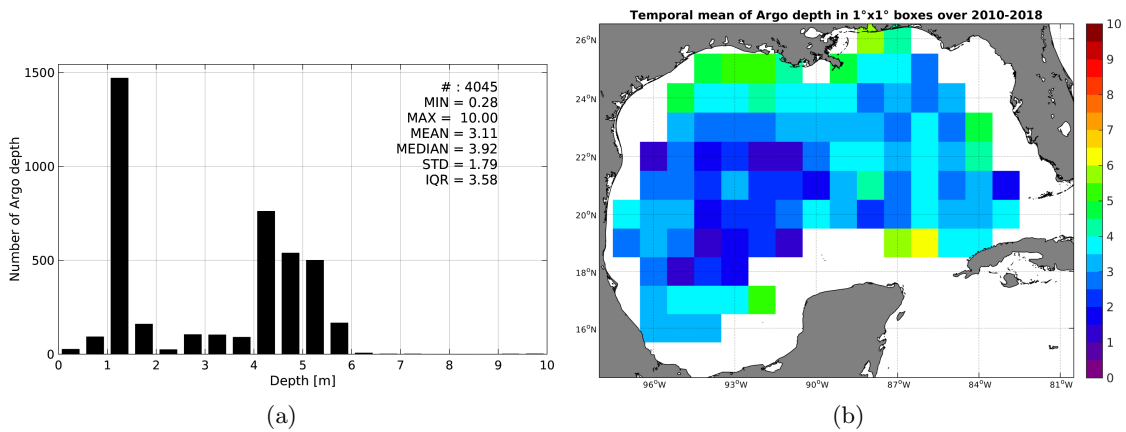 1500
1000
500
0
Number of Argo depth
# : 4045
MIN = 0.28
MAX = 10.00
MEAN = 3.11
MEDIAN = 3.92
STD = 1.79
IQR = 3.58
0 1 2 3 4 5 6 7 8 9 10
Depth [m]
(a)
Temporal mean of Argo depth in 1°x1° boxes over 2010-2018
26°N
24°N
22°N
20°N
18°N
16°N
96°W 93°W 90°W 87°W 84°W 81°W
10
9
8
7
6
5
4
3
2
1
0
(b)